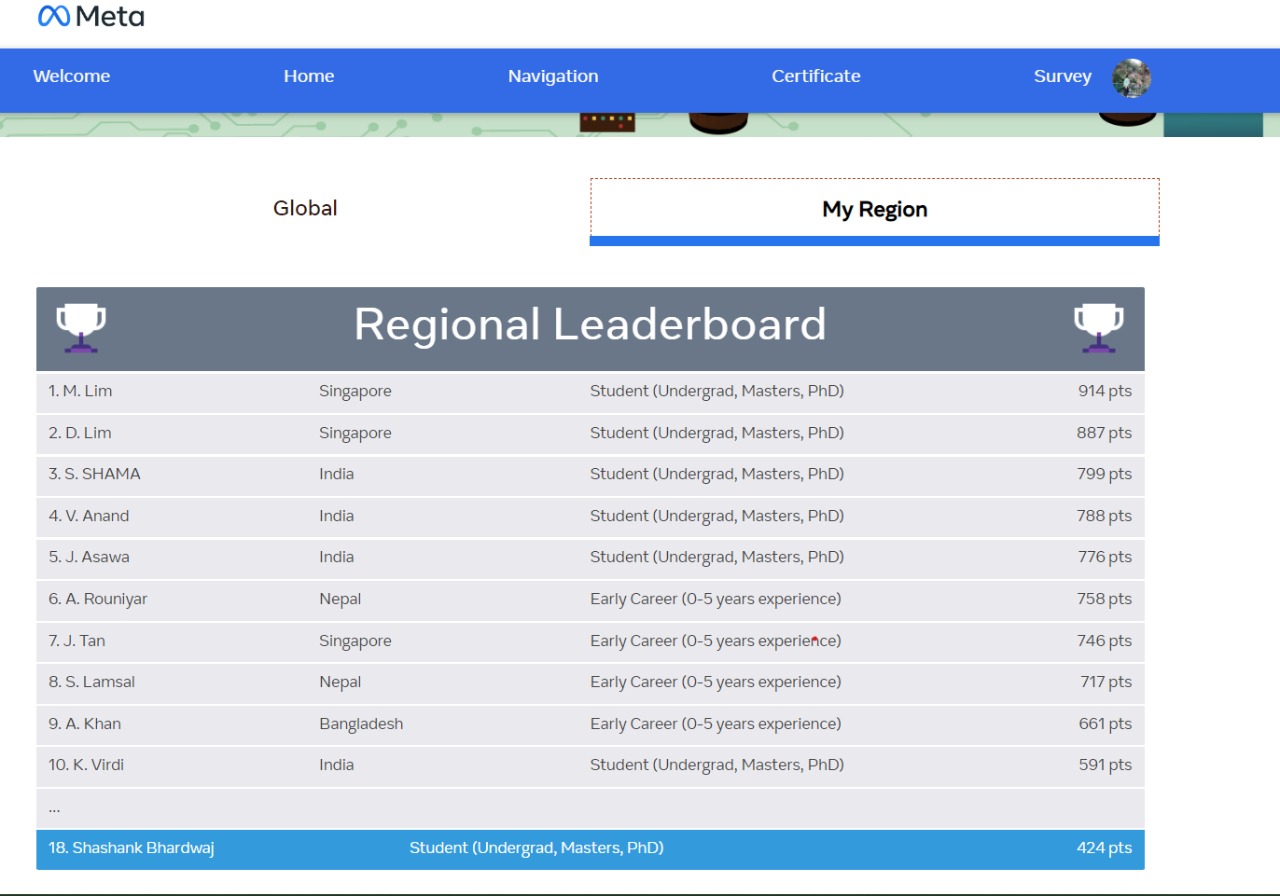 Meta
Welcome Home Navigation Certificate Survey
Global My Region
Regional Leaderboard
1. M. Lim Singapore Student (Undergrad, Masters, PhD) 914 pts
2. D. Lim Singapore Student (Undergrad, Masters, PhD) 887 pts
3. S. SHAMA India Student (Undergrad, Masters, PhD) 799 pts
4. V. Anand India Student (Undergrad, Masters, PhD) 788 pts
5. J. Asawa India Student (Undergrad, Masters, PhD) 776 pts
6. A. Rouniyar Nepal Early Career (0-5 years experience) 758 pts
7. J. Tan Singapore Early Career (0-5 years experience) 746 pts
8. S. Lamsal Nepal Early Career (0-5 years experience) 717 pts
9. A. Khan Bangladesh Early Career (0-5 years experience) 661 pts
10. K. Virdi India Student (Undergrad, Masters, PhD) 591 pts
...
18. Shashank Bhardwaj Student (Undergrad, Masters, PhD) 424 pts